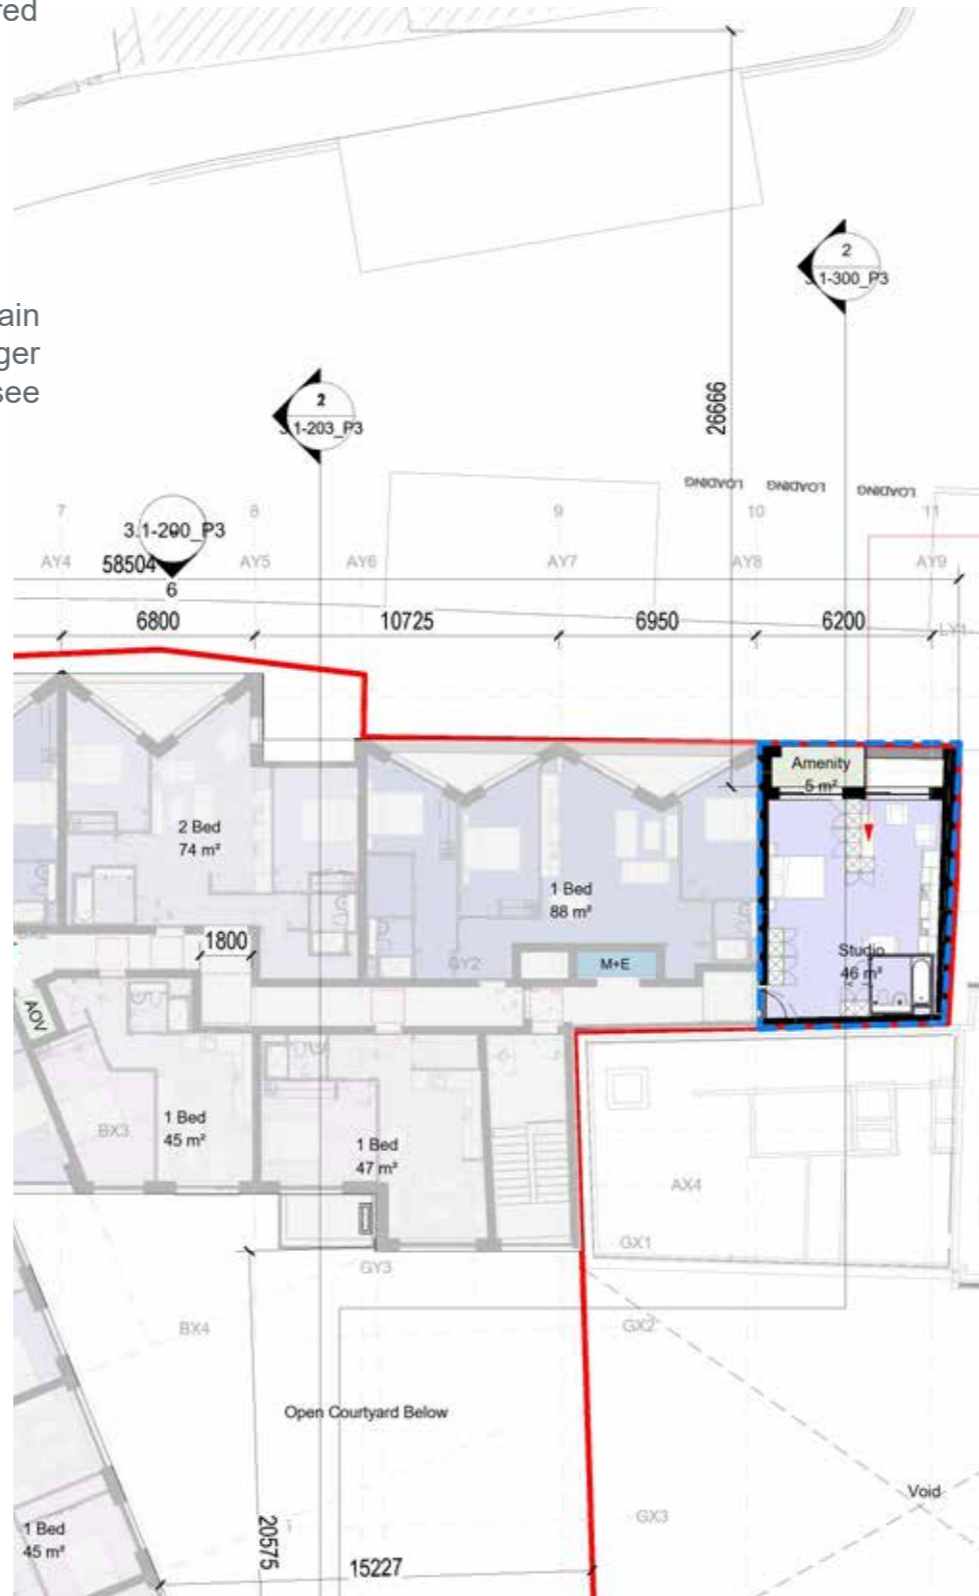 red
ain
ger
see
2
3.1-300_P3
2
3.1-203_P3
26666
LOADING LOADING LOADING
7 8 9 10 11
3.1-200_P3
AY4 AY5 AY6 AY7 AY8 AY9
58504
6
6800 10725 6950 6200
LY1
Amenity
5 m²
2 Bed
74 m²
1 Bed
88 m²
1800
GY2
M+E
Studio
46 m²
AOV
BX3
1 Bed
45 m²
1 Bed
47 m²
AX4
GX1
GY3
BX4
GX2
Open Courtyard Below
Void
GX3
1 Bed
45 m²
20575
15227